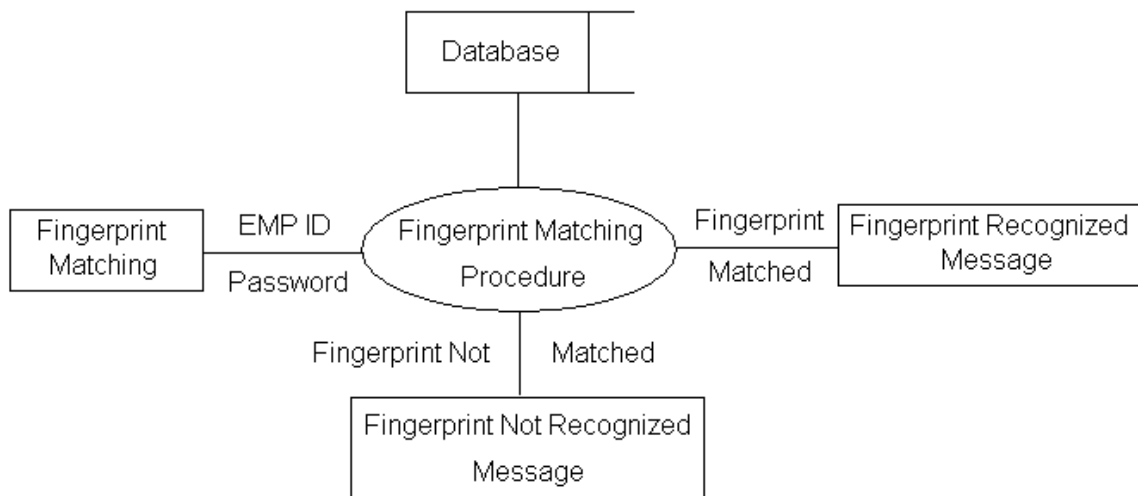 Database
Fingerprint
Matching
EMP ID
Password
Fingerprint Matching
Procedure
Fingerprint
Matched
Fingerprint Recognized
Message
Fingerprint Not Matched
Fingerprint Not Recognized
Message